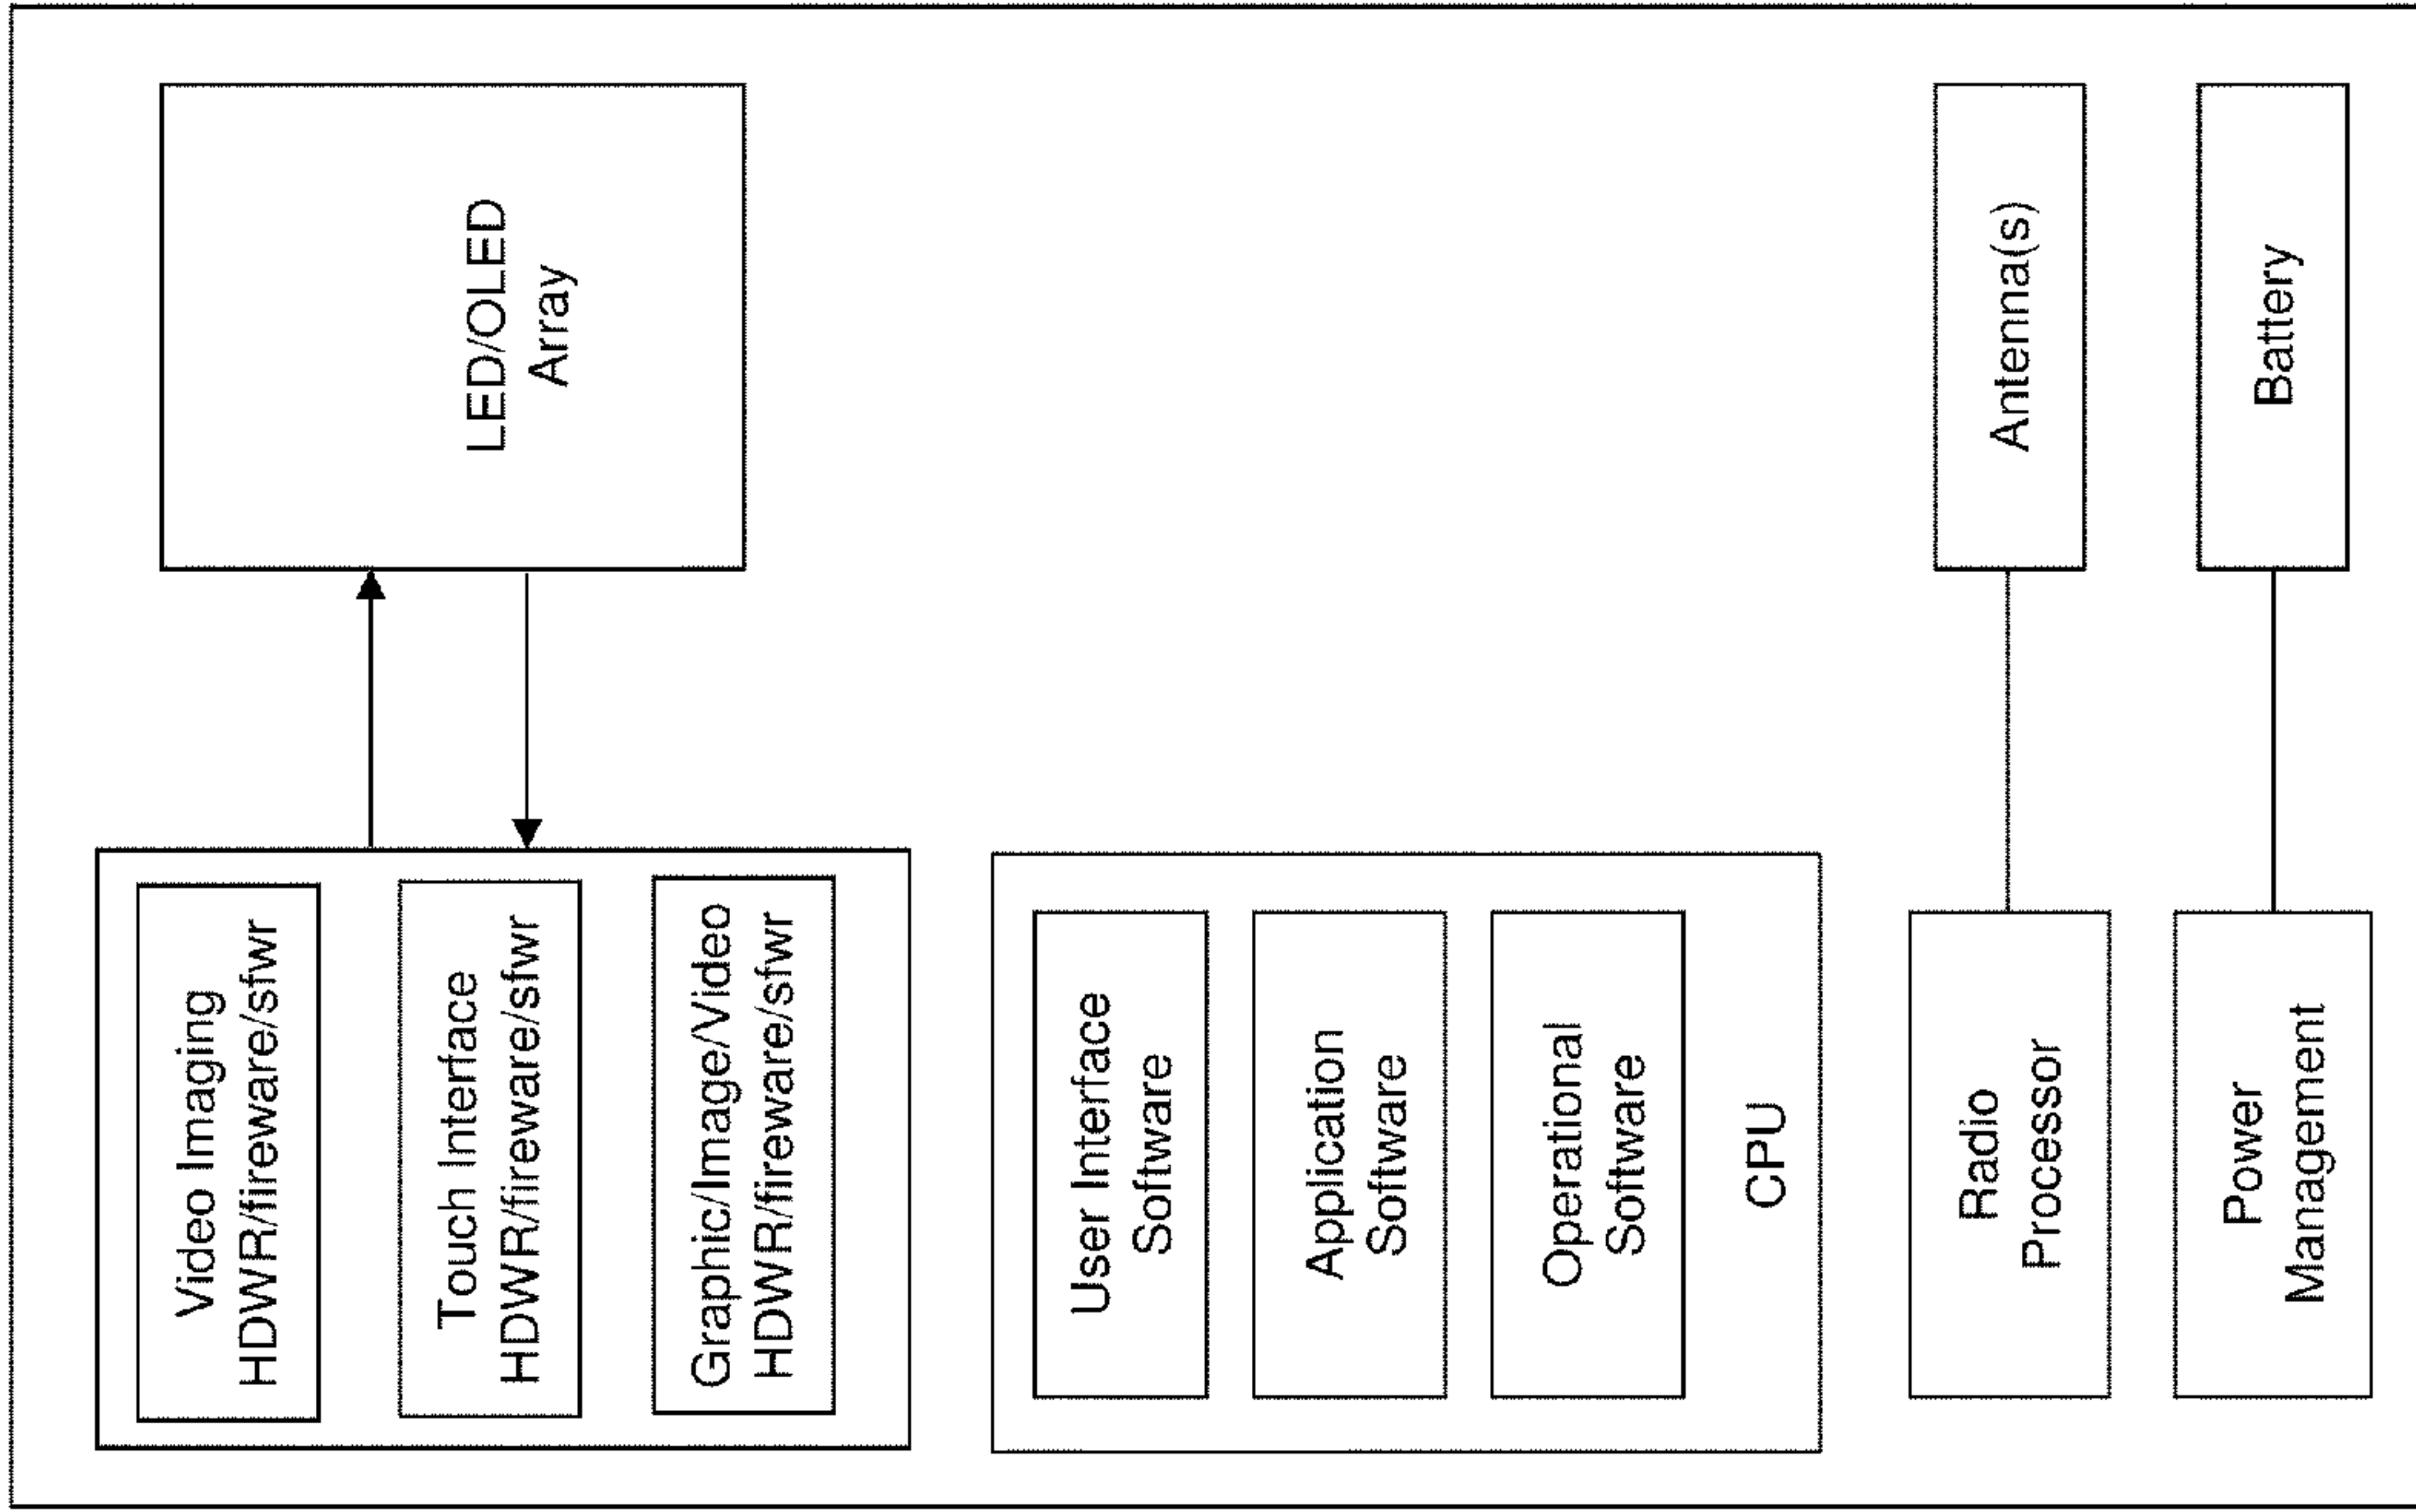 Video Imaging
HDWR/fireware/sfwr
Touch Interface
HDWR/fireware/sfwr
Graphic/Image/Video
HDWR/fireware/sfwr
LED/OLED
Array
User Interface
Software
Application
Software
Operational
Software
CPU
Radio
Processor
Antenna(s)
Power
Management
Battery